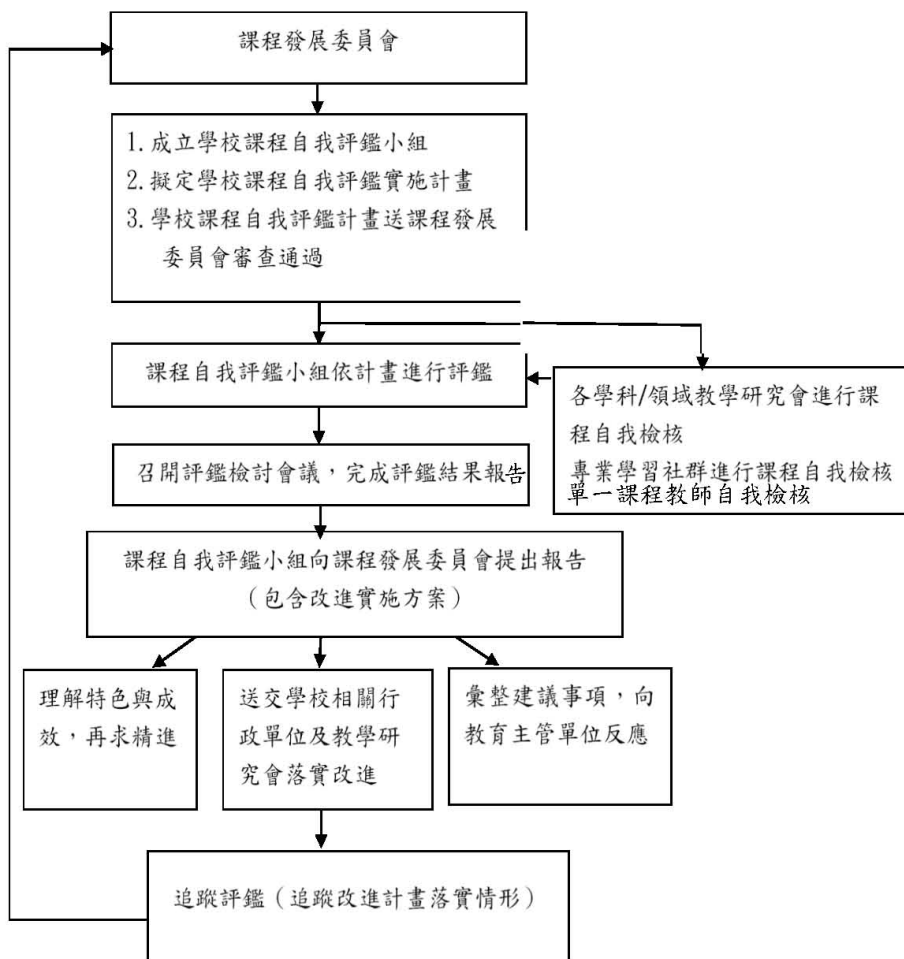 課程發展委員會
1.成立學校課程自我評鑑小組
2.擬定學校課程自我評鑑實施計畫
3.學校課程自我評鑑計畫送課程發展
委員會審查通過
課程自我評鑑小組依計畫進行評鑑
各學科/領域教學研究會進行課
程自我檢核
專業學習社群進行課程自我檢核
單一課程教師自我檢核
召開評鑑檢討會議，完成評鑑結果報告
課程自我評鑑小組向課程發展委員會提出報告
（包含改進實施方案）
理解特色與成
效，再求精進
送交學校相關行
政單位及教學研
究會落實改進
彙整建議事項，向
教育主管單位反應
追蹤評鑑（追蹤改進計畫落實情形）